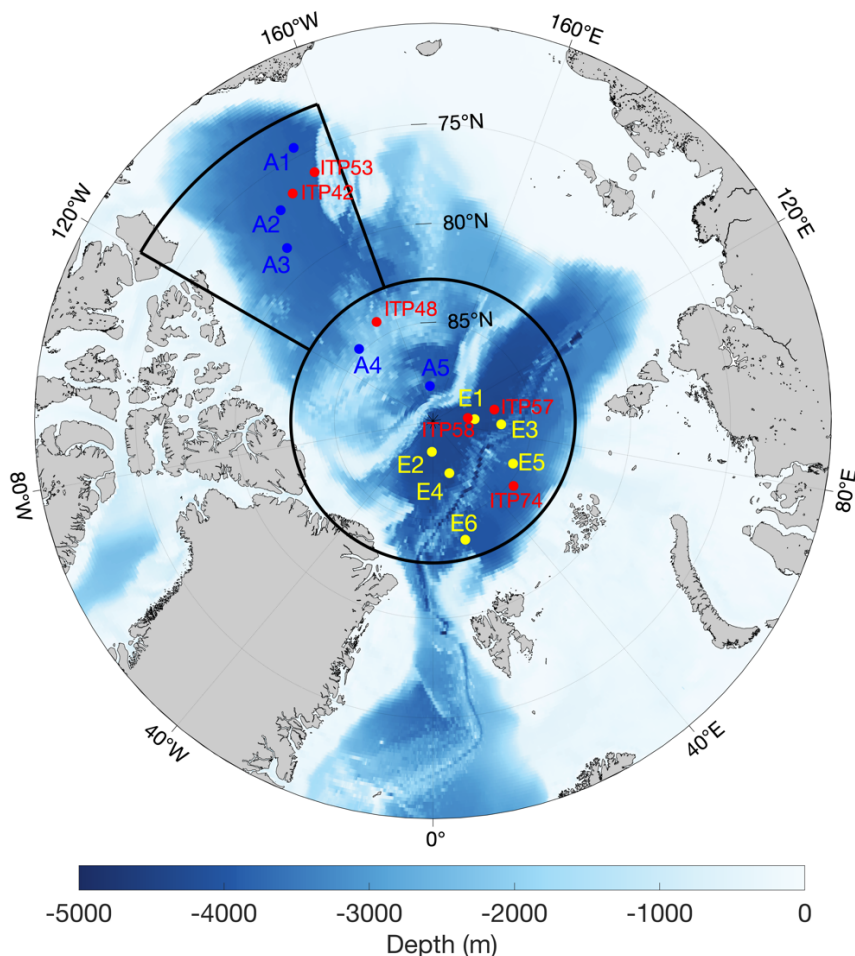 160°W
160°E
75°N
A1
ITP53
ITP42
120°W
A2
80°N
120°E
A3
ITP48
85°N
A4
A5
E1
ITP57
ITP58
E3
E2
E5
E4
ITP74
80°W
80°E
E6
40°W
40°E
0°
-5000
-4000
-3000
-2000
-1000
0
Depth (m)